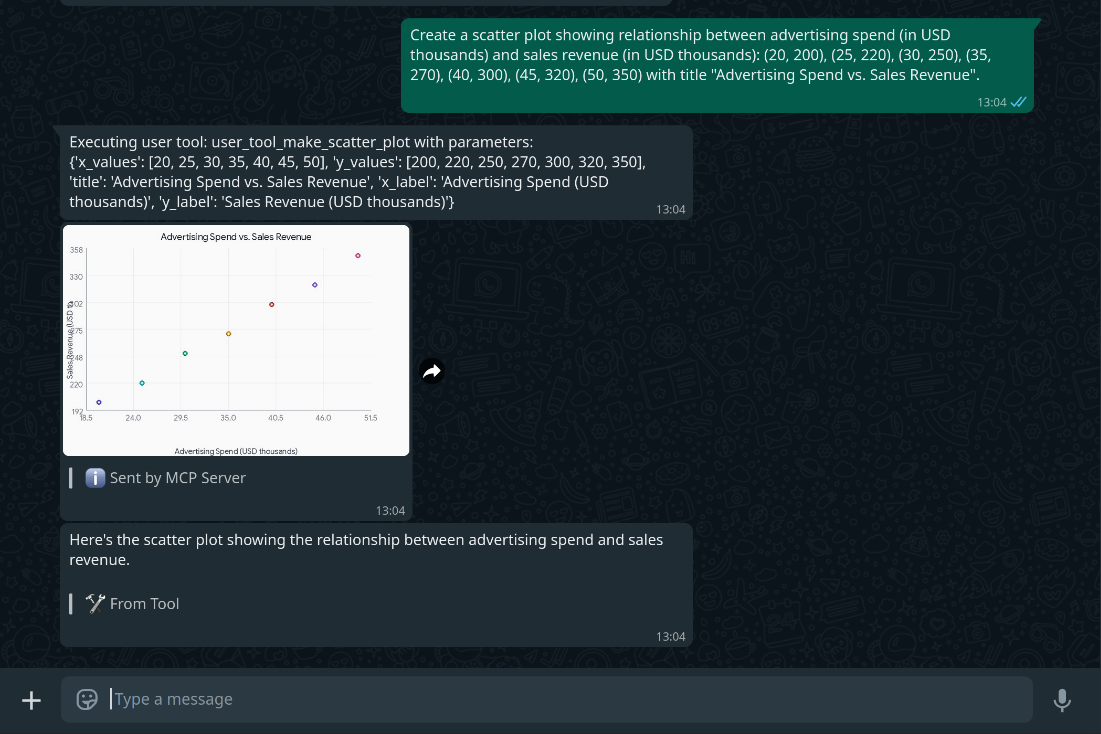 Create a scatter plot showing relationship between advertising spend (in USD
thousands) and sales revenue (in USD thousands): (20, 200), (25, 220), (30, 250), (35,
270), (40, 300), (45, 320), (50, 350) with title "Advertising Spend vs. Sales Revenue".
13:04
Executing user tool: user_tool_make_scatter_plot with parameters:
{'x_values': [20, 25, 30, 35, 40, 45, 50], 'y_values': [200, 220, 250, 270, 300, 320, 350],
'title': 'Advertising Spend vs. Sales Revenue', 'x_label': 'Advertising Spend (USD
thousands)', 'y_label': 'Sales Revenue (USD thousands)'}
13:04
Advertising Spend vs. Sales Revenue
358
330
302
275
248
220
192
Sales Revenue (USD
18.5 24.0 29.5 35.0 40.5 46.0 51.5
Advertising Spend (USD thousands)
Sent by MCP Server
13:04
Here's the scatter plot showing the relationship between advertising spend and sales
revenue.
From Tool
13:04
Type a message